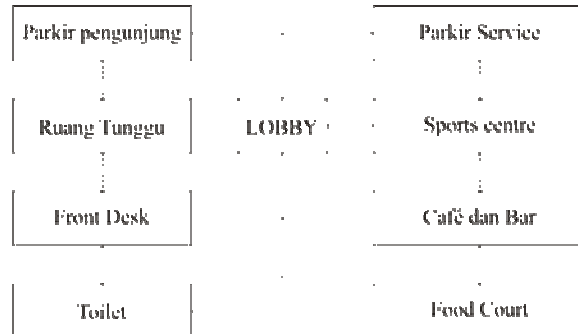 Parkir pengunjung
Parkir Service
Ruang Tunggu
LOBBY
Sports centre
Front Desk
Café dan Bar
Toilet
Food Court